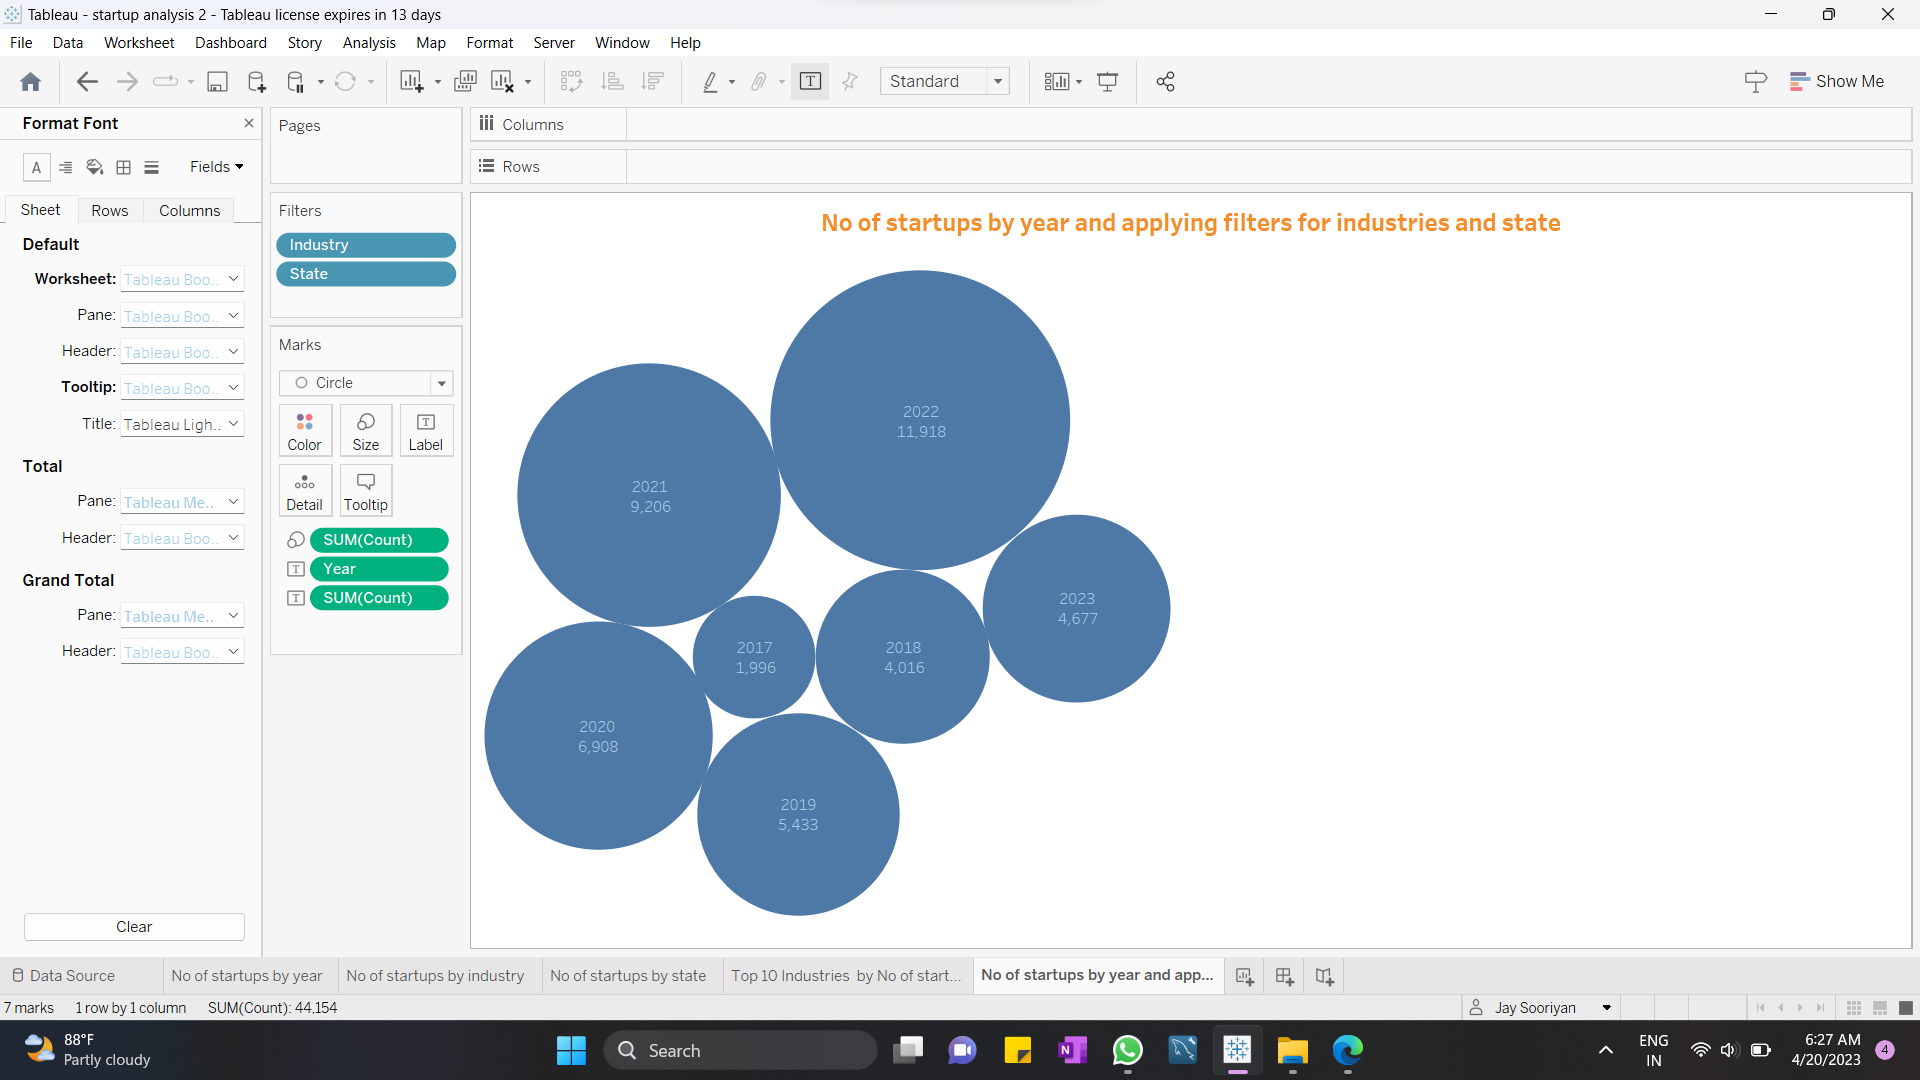 Tableau - startup analysis 2 - Tableau license expires in 13 days
File Data Worksheet Dashboard Story Analysis Map Format Server Window Help
Standard
Show Me
Format Font
Fields
Sheet Rows Columns
Default
Worksheet: Tableau Boo..
Pane: Tableau Boo..
Header: Tableau Boo..
Tooltip: Tableau Boo..
Title: Tableau Ligh..
Total
Pane: Tableau Me..
Header: Tableau Boo..
Grand Total
Pane: Tableau Me..
Header: Tableau Boo..
Clear
Pages
Filters
Industry
State
Marks
Circle
Color Size Label
Detail Tooltip
SUM(Count)
Year
SUM(Count)
Columns
Rows
No of startups by year and applying filters for industries and state
2022
11,918
2021
9,206
2023
4,677
2017
1,996
2018
4,016
2020
6,908
2019
5,433
Data Source No of startups by year No of startups by industry No of startups by state Top 10 Industries by No of start... No of startups by year and app...
7 marks 1 row by 1 column SUM(Count): 44,154
Jay Sooriyan
88°F
Partly cloudy
Search
ENG
IN
6:27 AM
4/20/2023
4